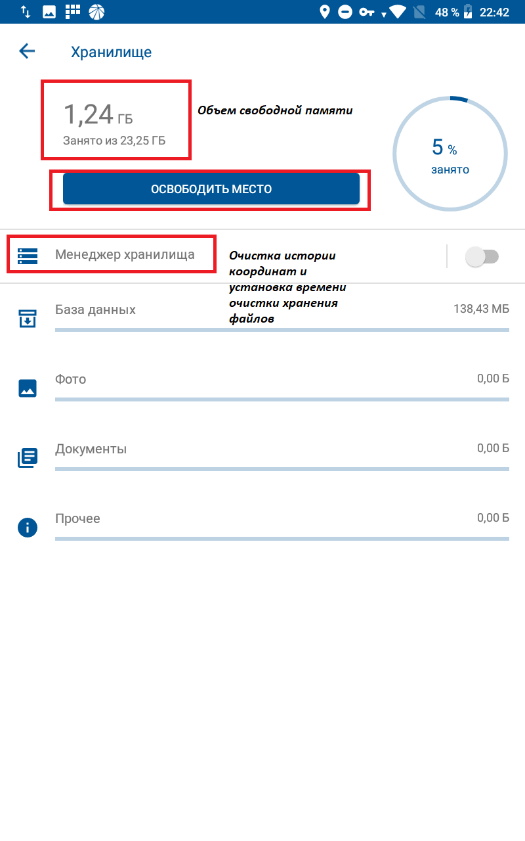 48 % 22:42
Хранилище
1,24 ГБ
Занято из 23,25 ГБ
Объем свободной памяти
5 %
занято
ОСВОБОДИТЬ МЕСТО
Менеджер хранилища
Очистка истории
координат и
установка времени
очистки хранения
файлов
База данных 138,43 МБ
Фото 0,00 Б
Документы 0,00 Б
Прочее 0,00 Б